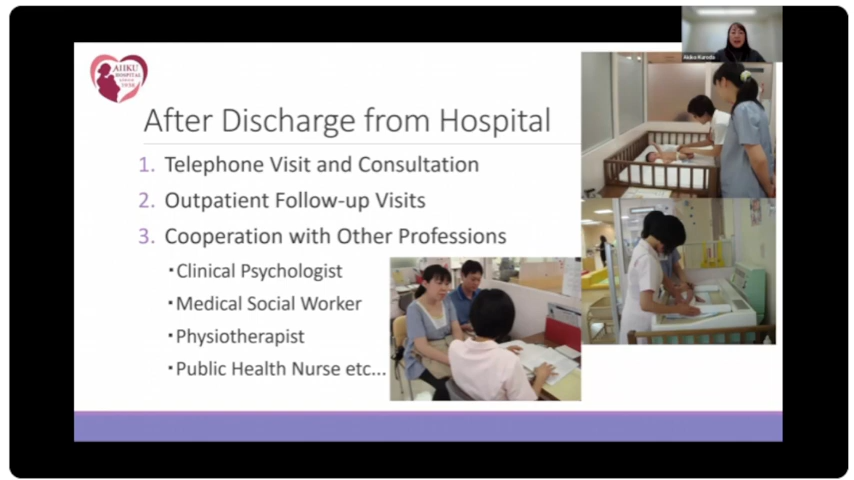 Akiko Kuroda
AIIKU
HOSPITAL
1938
After Discharge from Hospital
1. Telephone Visit and Consultation
2. Outpatient Follow-up Visits
3. Cooperation with Other Professions
・Clinical Psychologist
・Medical Social Worker
・Physiotherapist
・Public Health Nurse etc...